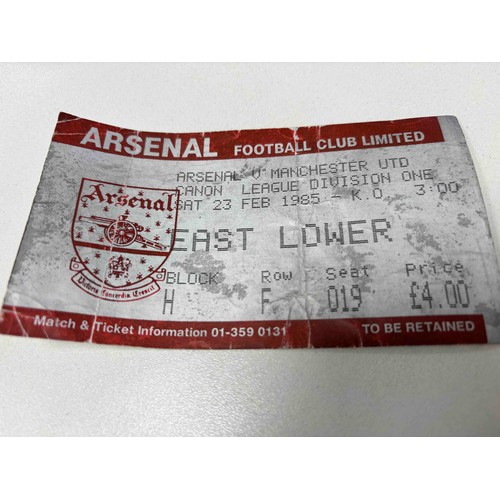 ARSENAL FOOTBALL CLUB LIMITED
ARSENAL V MANCHESTER UTD
CANON LEAGUE DIVISION ONE
SAT 23 FEB 1985 - K.O. 3:00
EAST LOWER
Arsenal
Victoria Concordia Crescit
BLOCK Row Seat Price
H F 019 £4.00
Match & Ticket Information 01-359 0131 TO BE RETAINED